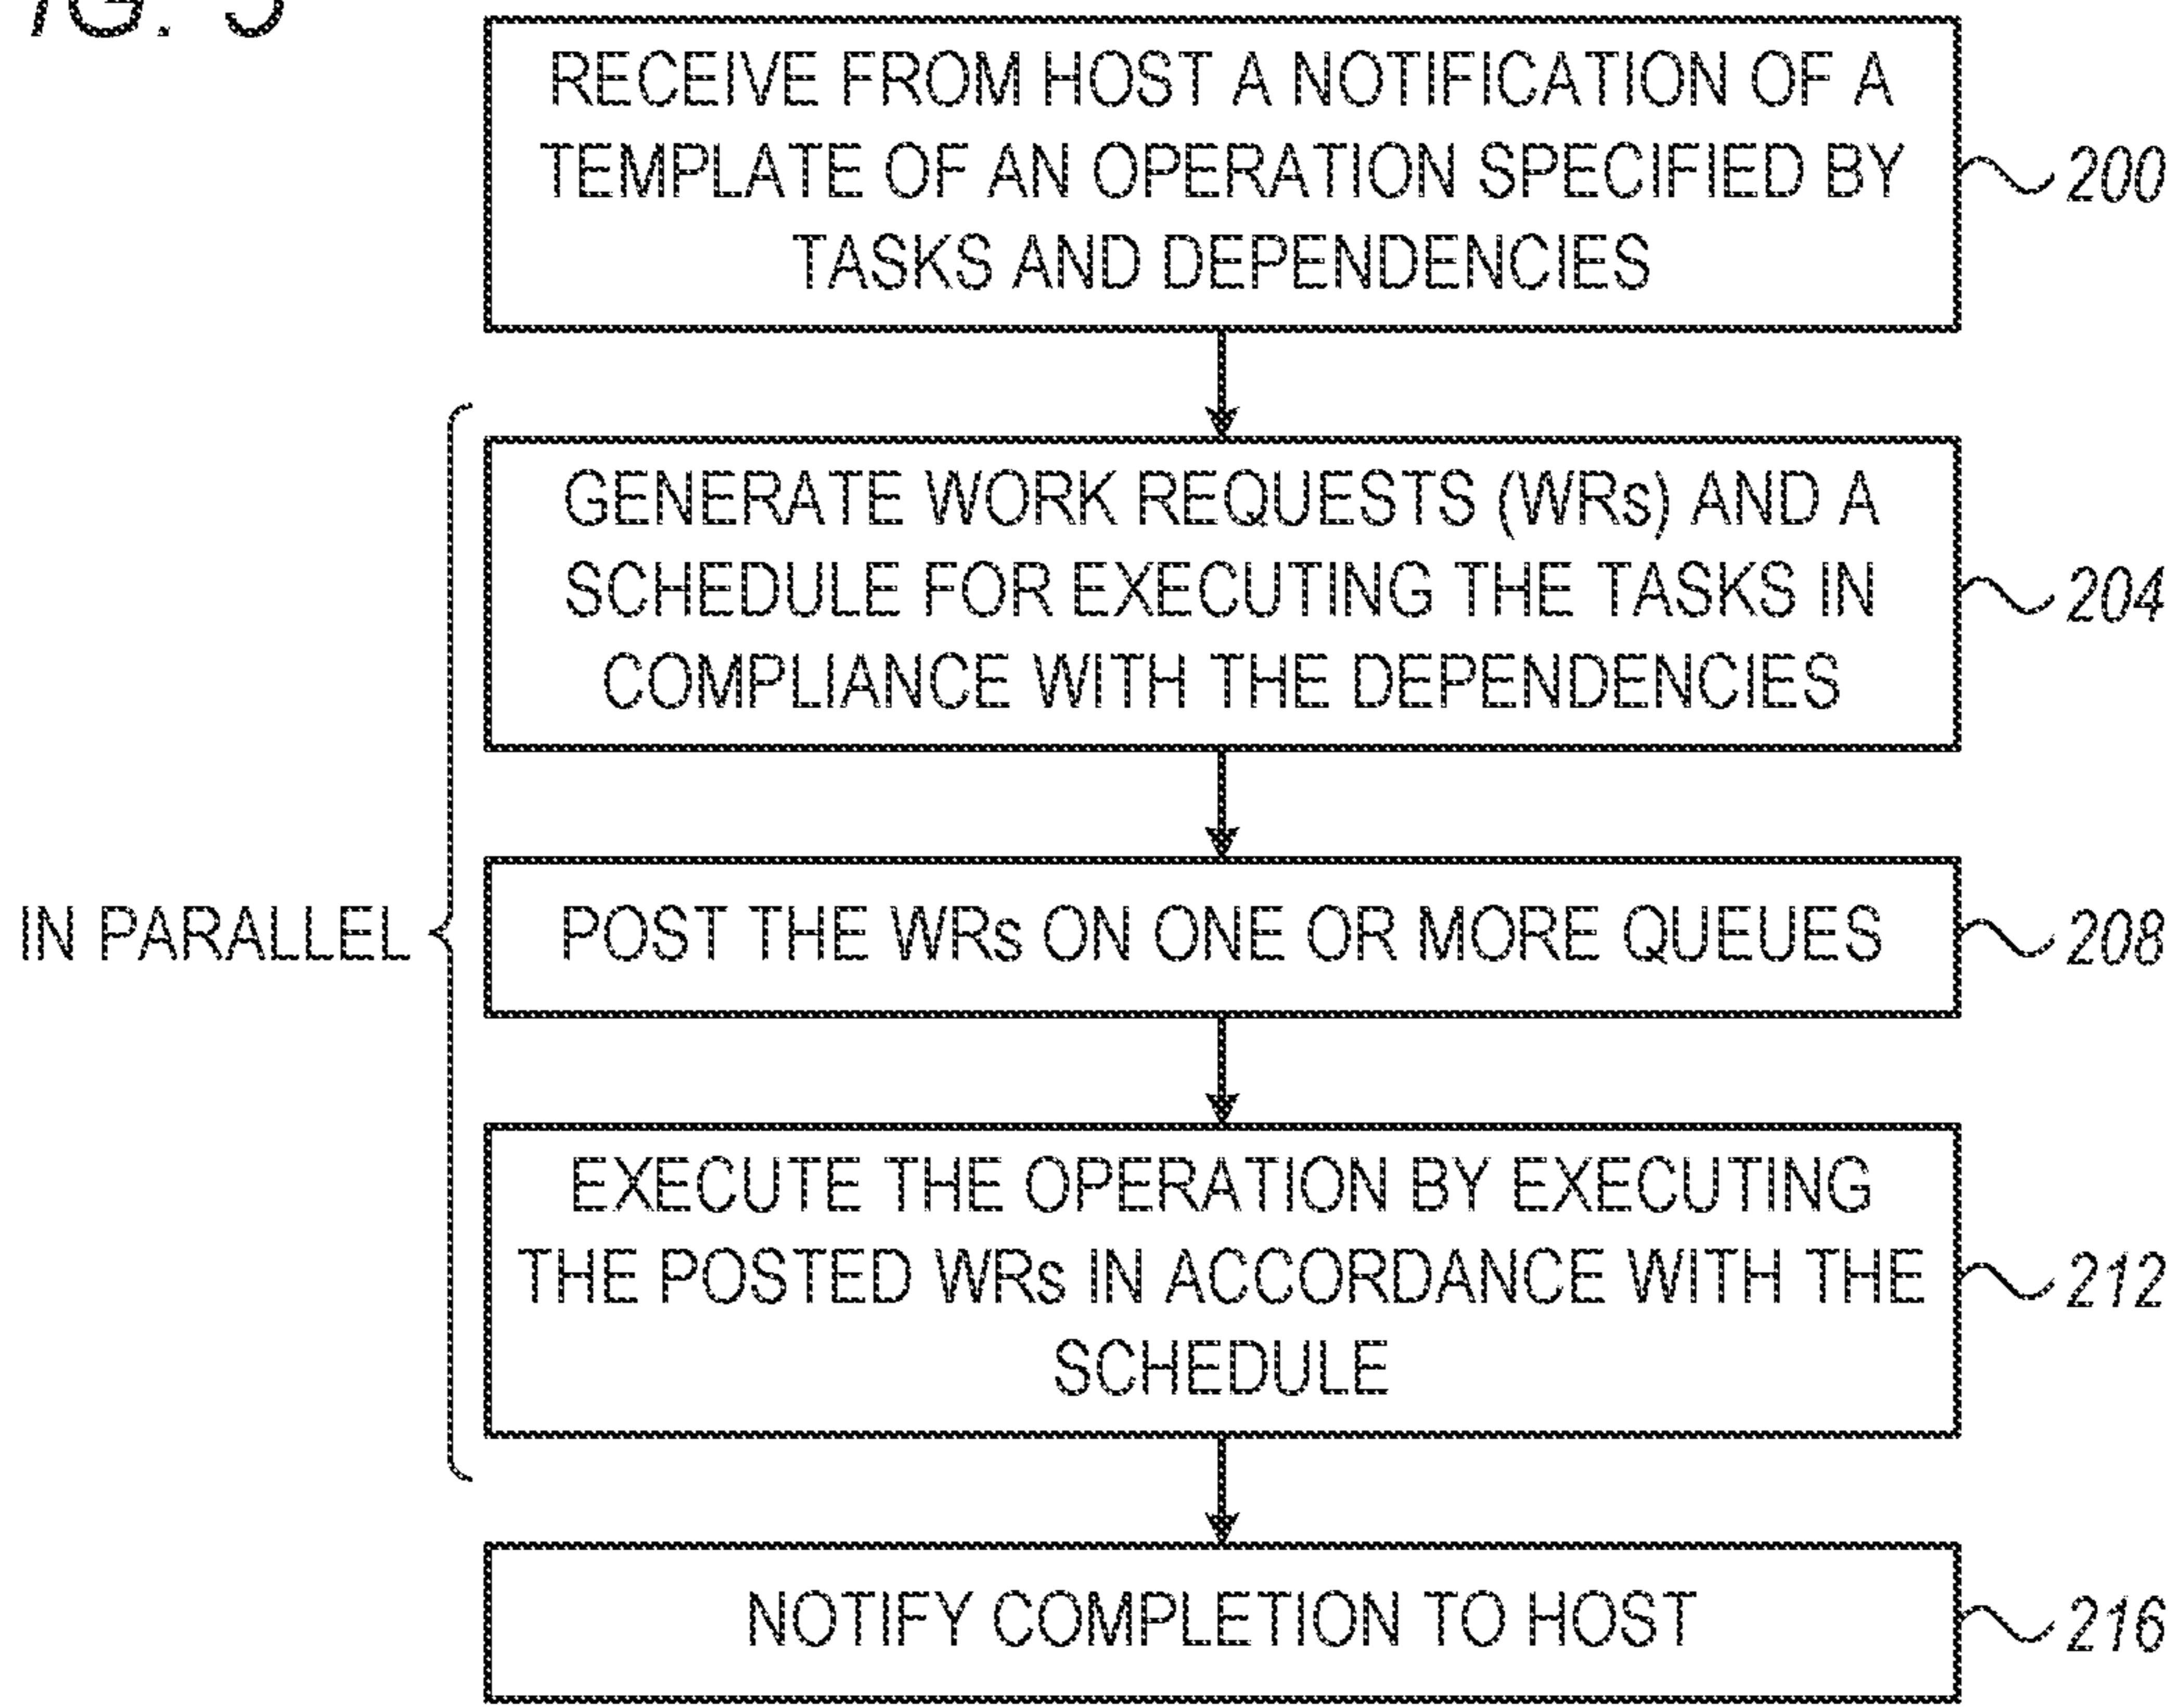 IG. 5
RECEIVE FROM HOST A NOTIFICATION OF A
TEMPLATE OF AN OPERATION SPECIFIED BY
TASKS AND DEPENDENCIES
200
GENERATE WORK REQUESTS (WRs) AND A
SCHEDULE FOR EXECUTING THE TASKS IN
COMPLIANCE WITH THE DEPENDENCIES
204
IN PARALLEL
POST THE WRs ON ONE OR MORE QUEUES
208
EXECUTE THE OPERATION BY EXECUTING
THE POSTED WRs IN ACCORDANCE WITH THE
SCHEDULE
212
NOTIFY COMPLETION TO HOST
216